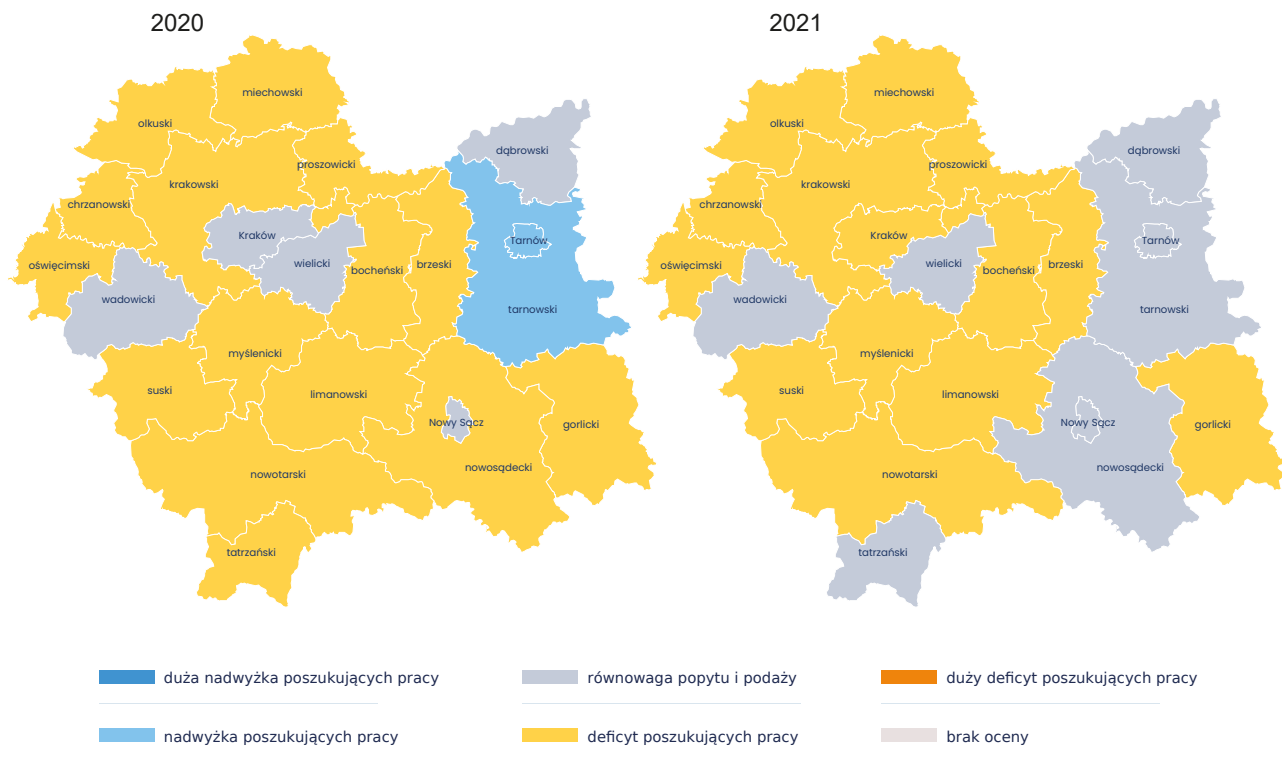 2020
2021
miechowski
olkuski
dąbrowski
proszowicki
krakowski
chrzanowski
Kraków
Tarnów
oświęcimski
wielicki
bocheński
brzeski
wadowicki
tarnowski
myślenicki
suski
limanowski
Nowy Sącz
gorlicki
nowotarski
nowosądecki
tatrzański
miechowski
olkuski
dąbrowski
proszowicki
krakowski
chrzanowski
Kraków
Tarnów
oświęcimski
wielicki
bocheński
brzeski
wadowicki
tarnowski
myślenicki
suski
limanowski
Nowy Sącz
gorlicki
nowotarski
nowosądecki
tatrzański
duża nadwyżka poszukujących pracy
równowaga popytu i podaży
duży deficyt poszukujących pracy
nadwyżka poszukujących pracy
deficyt poszukujących pracy
brak oceny